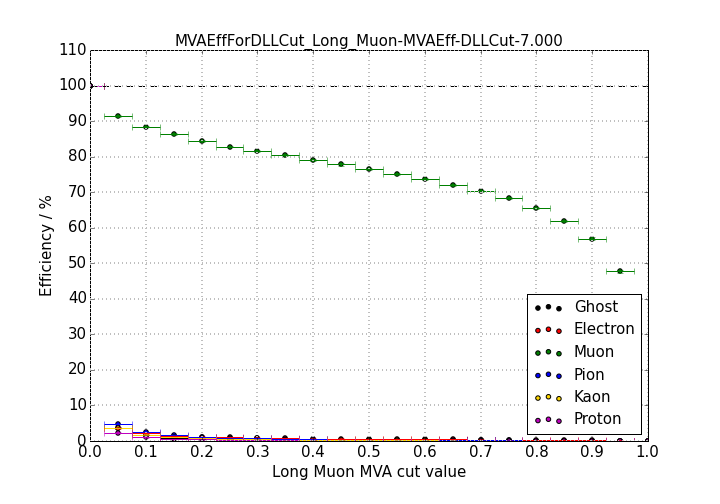 MVAEffForDLLCut_Long_Muon-MVAEff-DLLCut-7.000
110
100
90
80
70
60
50
40
30
20
10
0
Efficiency / %
Ghost
Electron
Muon
Pion
Kaon
Proton
0.0 0.1 0.2 0.3 0.4 0.5 0.6 0.7 0.8 0.9 1.0
Long Muon MVA cut value